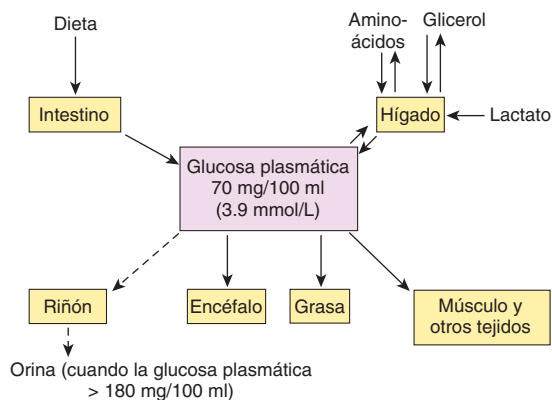 Dieta
Amino-
ácidos
Glicerol
Intestino
Hígado
Lactato
Glucosa plasmática
70 mg/100 ml
(3.9 mmol/L)
Riñón
Encéfalo
Grasa
Músculo y
otros tejidos
Orina (cuando la glucosa plasmática
> 180 mg/100 ml)